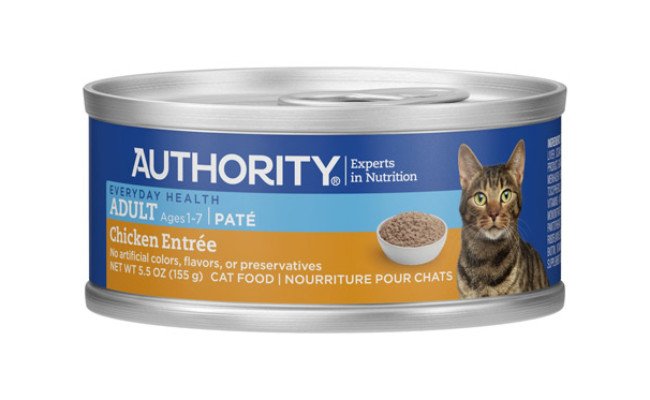 AUTHORITY® | Experts in Nutrition
EVERYDAY HEALTH
ADULT Ages 1-7 | PATÉ
Chicken Entrée
No artificial colors, flavors, or preservatives
NET WT 5.5 OZ (155 g) CAT FOOD | NOURRITURE POUR CHATS